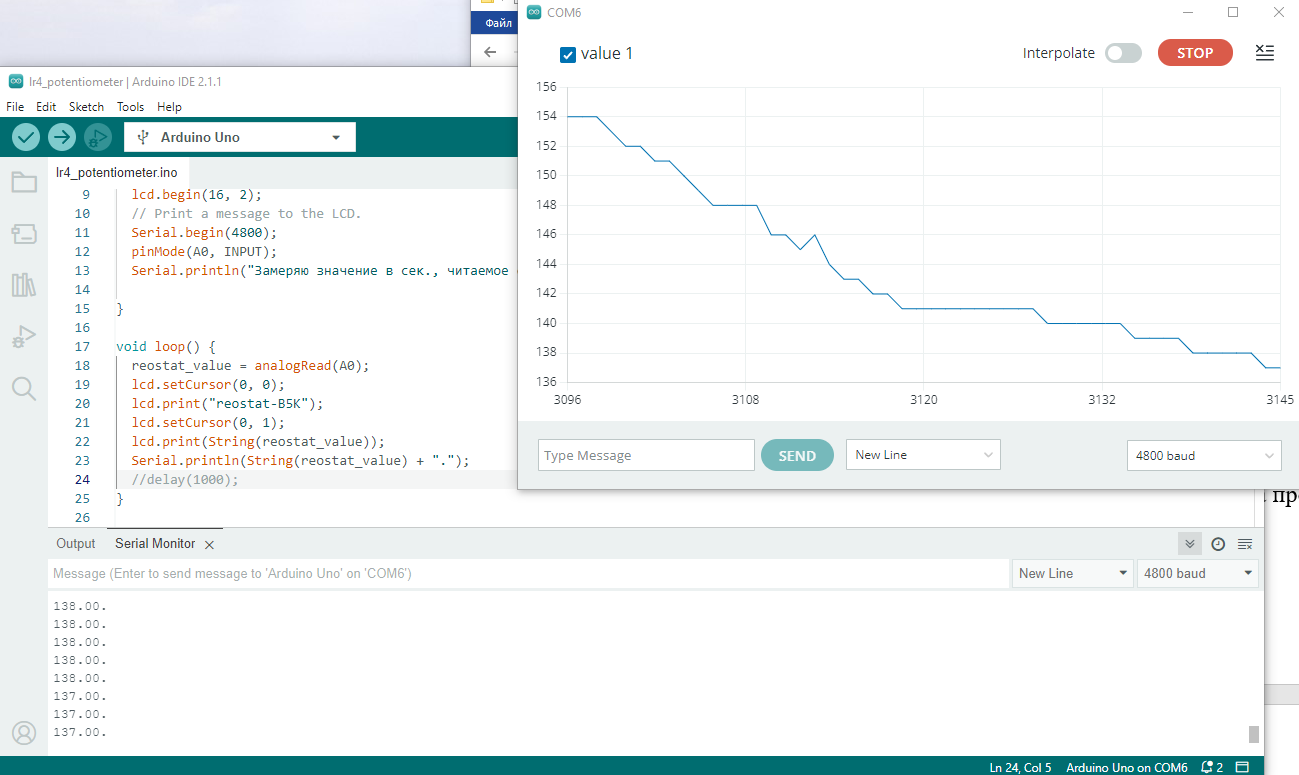 Файл
COM6
value 1
Interpolate
STOP
156
154
152
150
148
146
144
142
140
138
136
3096
3108
3120
3132
3145
Type Message
SEND
New Line
4800 baud
lr4_potentiometer | Arduino IDE 2.1.1
File Edit Sketch Tools Help
Arduino Uno
lr4_potentiometer.ino
9 lcd.begin(16, 2);
10 // Print a message to the LCD.
11 Serial.begin(4800);
12 pinMode(A0, INPUT);
13 Serial.println("Замеряю значение в сек., читаемое
14
15 }
16
17 void loop() {
18 reostat_value = analogRead(A0);
19 lcd.setCursor(0, 0);
20 lcd.print("reostat-B5K");
21 lcd.setCursor(0, 1);
22 lcd.print(String(reostat_value));
23 Serial.println(String(reostat_value) + ".");
24 //delay(1000);
25 }
26
Output Serial Monitor
Message (Enter to send message to 'Arduino Uno' on 'COM6')
New Line
4800 baud
138.00.
138.00.
138.00.
138.00.
138.00.
137.00.
137.00.
137.00.
Ln 24, Col 5 Arduino Uno on COM6 2